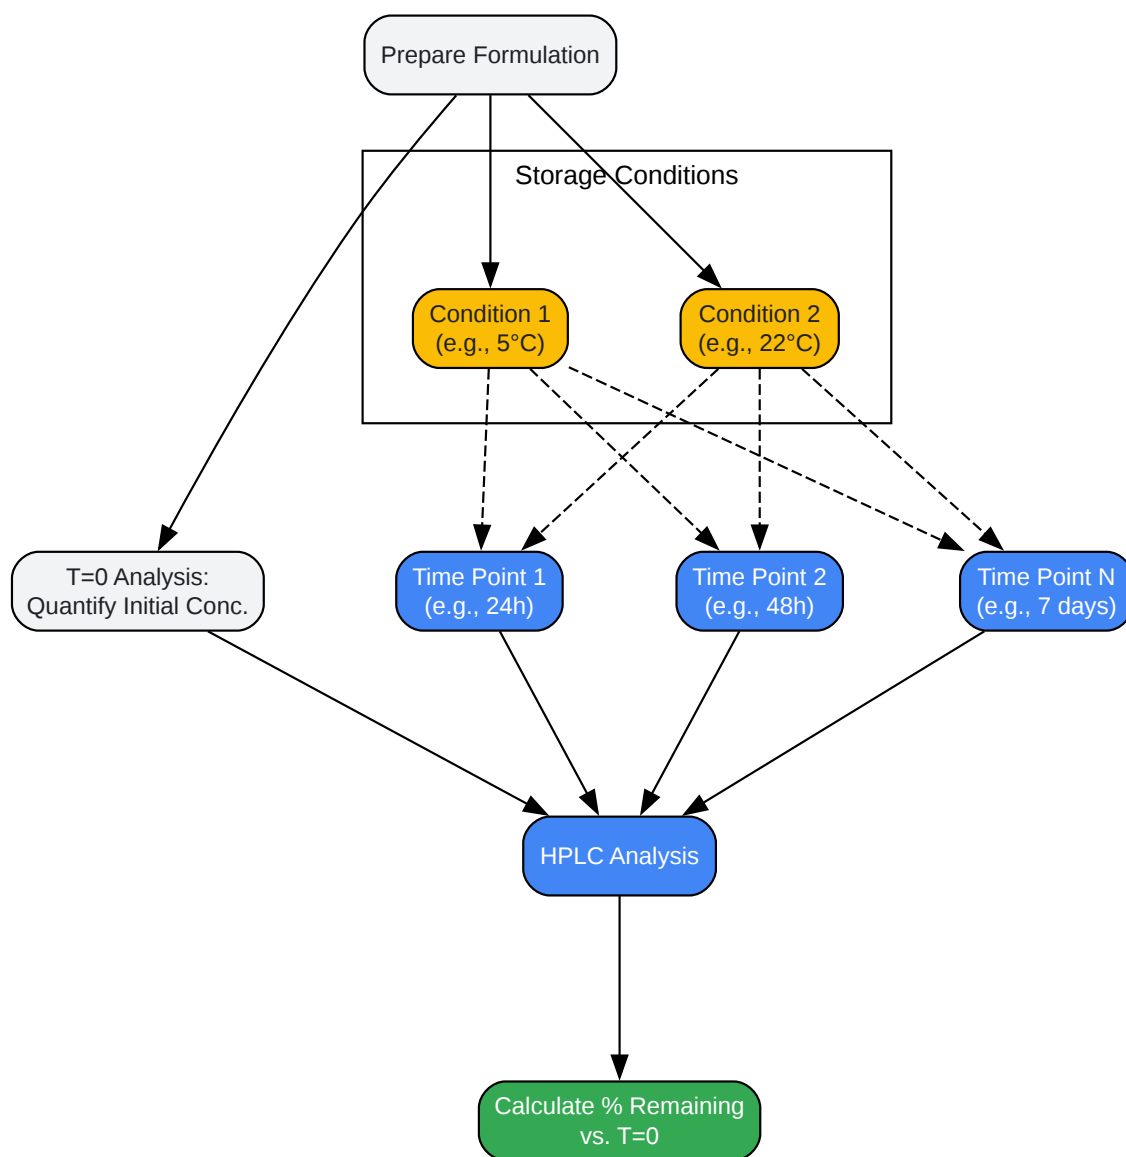 Prepare Formulation
Storage Conditions
Condition 1
(e.g., 5°C)
Condition 2
(e.g., 22°C)
T=0 Analysis:
Quantify Initial Conc.
Time Point 1
(e.g., 24h)
Time Point 2
(e.g., 48h)
Time Point N
(e.g., 7 days)
HPLC Analysis
Calculate % Remaining
vs. T=0